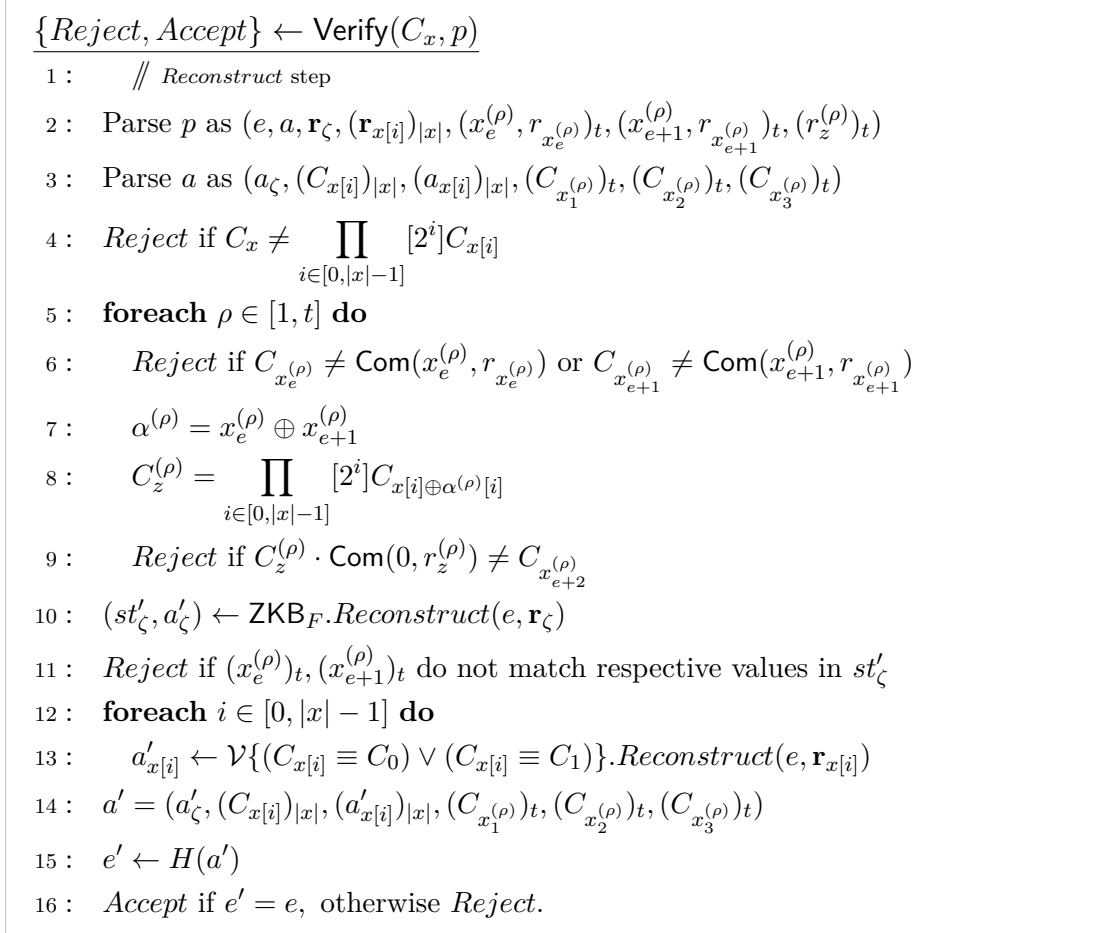 {Reject, Accept} ← Verify(C_x, p)
1 : // Reconstruct step
2 : Parse p as (e, a, r_ζ, (r_{x[i]})_{|x|}, (x_e^{(ρ)}, r_{x_e^{(ρ)}})_t, (x_{e+1}^{(ρ)}, r_{x_{e+1}^{(ρ)}})_t, (r_z^{(ρ)})_t)
3 : Parse a as (a_ζ, (C_{x[i]})_{|x|}, (a_{x[i]})_{|x|}, (C_{x_1^{(ρ)}})_t, (C_{x_2^{(ρ)}})_t, (C_{x_3^{(ρ)}})_t)
4 : Reject if C_x ≠ ∏_{i∈[0,|x|−1]} [2^i]C_{x[i]}
5 : foreach ρ ∈ [1, t] do
6 : Reject if C_{x_e^{(ρ)}} ≠ Com(x_e^{(ρ)}, r_{x_e^{(ρ)}}) or C_{x_{e+1}^{(ρ)}} ≠ Com(x_{e+1}^{(ρ)}, r_{x_{e+1}^{(ρ)}})
7 : α^{(ρ)} = x_e^{(ρ)} ⊕ x_{e+1}^{(ρ)}
8 : C_z^{(ρ)} = ∏_{i∈[0,|x|−1]} [2^i]C_{x[i]⊕α^{(ρ)}[i]}
9 : Reject if C_z^{(ρ)} · Com(0, r_z^{(ρ)}) ≠ C_{x_{e+2}^{(ρ)}}
10 : (st′_ζ, a′_ζ) ← ZKB_F.Reconstruct(e, r_ζ)
11 : Reject if (x_e^{(ρ)})_t, (x_{e+1}^{(ρ)})_t do not match respective values in st′_ζ
12 : foreach i ∈ [0, |x| − 1] do
13 : a′_{x[i]} ← 𝒱{(C_{x[i]} ≡ C_0) ∨ (C_{x[i]} ≡ C_1)}.Reconstruct(e, r_{x[i]})
14 : a′ = (a′_ζ, (C_{x[i]})_{|x|}, (a′_{x[i]})_{|x|}, (C_{x_1^{(ρ)}})_t, (C_{x_2^{(ρ)}})_t, (C_{x_3^{(ρ)}})_t)
15 : e′ ← H(a′)
16 : Accept if e′ = e, otherwise Reject.